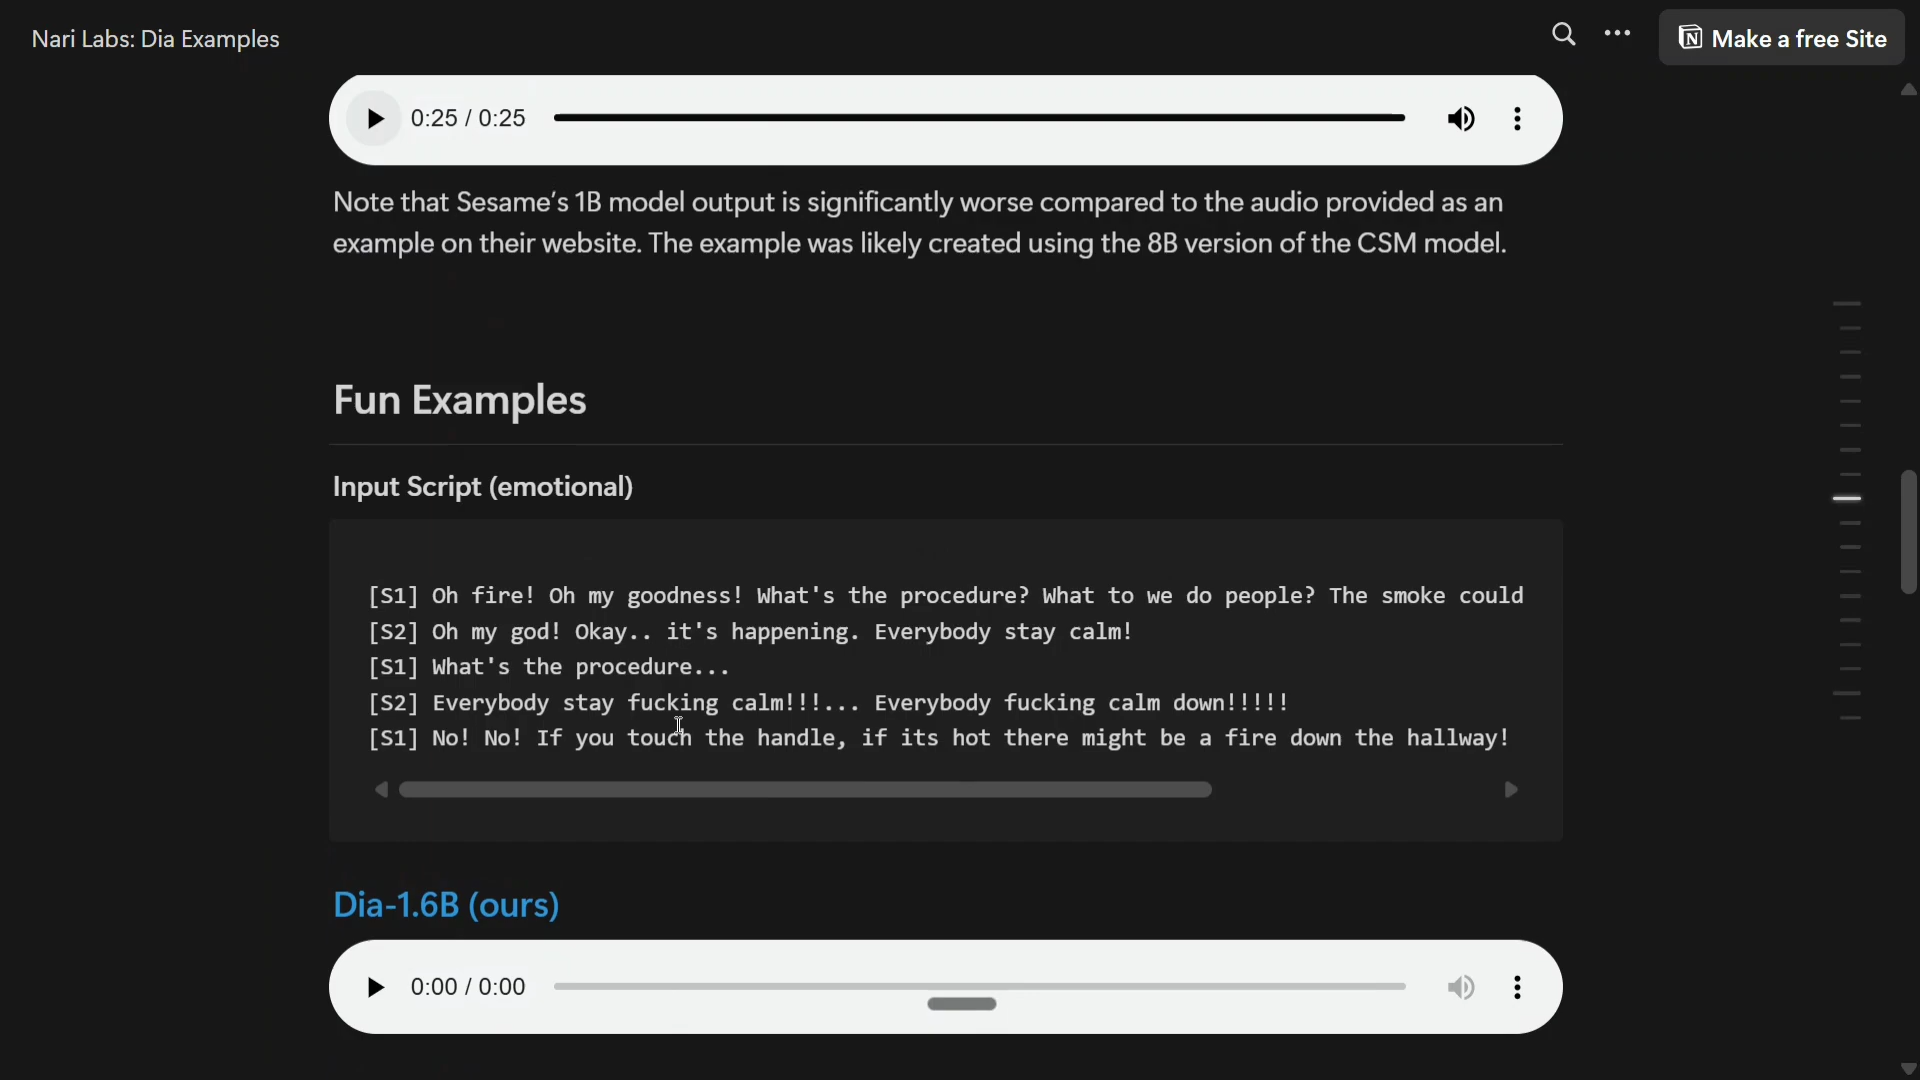 Nari Labs: Dia Examples
Make a free Site
0:25 / 0:25
Note that Sesame's 1B model output is significantly worse compared to the audio provided as an
example on their website. The example was likely created using the 8B version of the CSM model.
Fun Examples
Input Script (emotional)
[S1] Oh fire! Oh my goodness! What's the procedure? What to we do people? The smoke could
[S2] Oh my god! Okay.. it's happening. Everybody stay calm!
[S1] What's the procedure...
[S2] Everybody stay fucking calm!!!... Everybody fucking calm down!!!!!
[S1] No! No! If you touch the handle, if its hot there might be a fire down the hallway!
Dia-1.6B (ours)
0:00 / 0:00